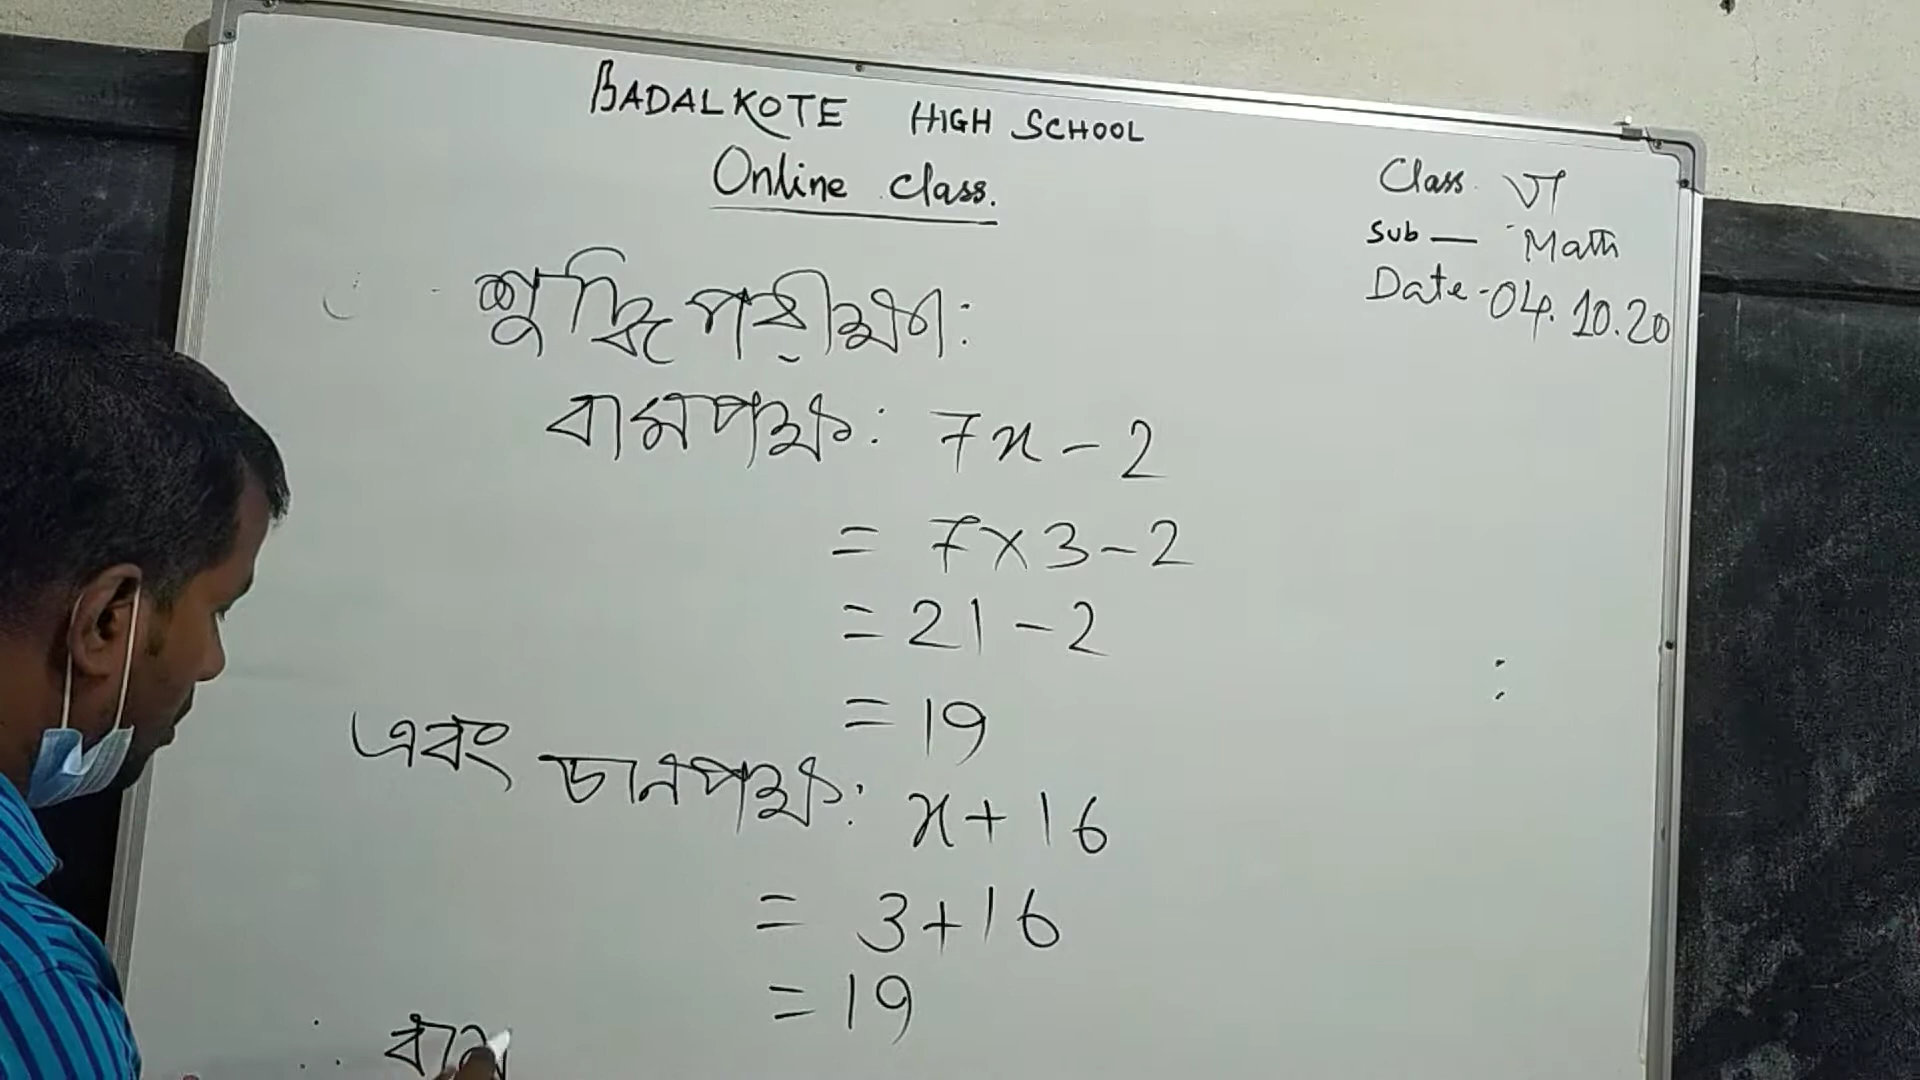 BADALKOTE HIGH SCHOOL
Online class.
Class VI
Sub — Math
Date - 04.10.20
শুদ্ধি পরীক্ষা:
বামপক্ষ: 7x - 2
= 7×3-2
= 21-2
= 19
এবং ডানপক্ষ: x+16
= 3+16
= 19
∴ বাম